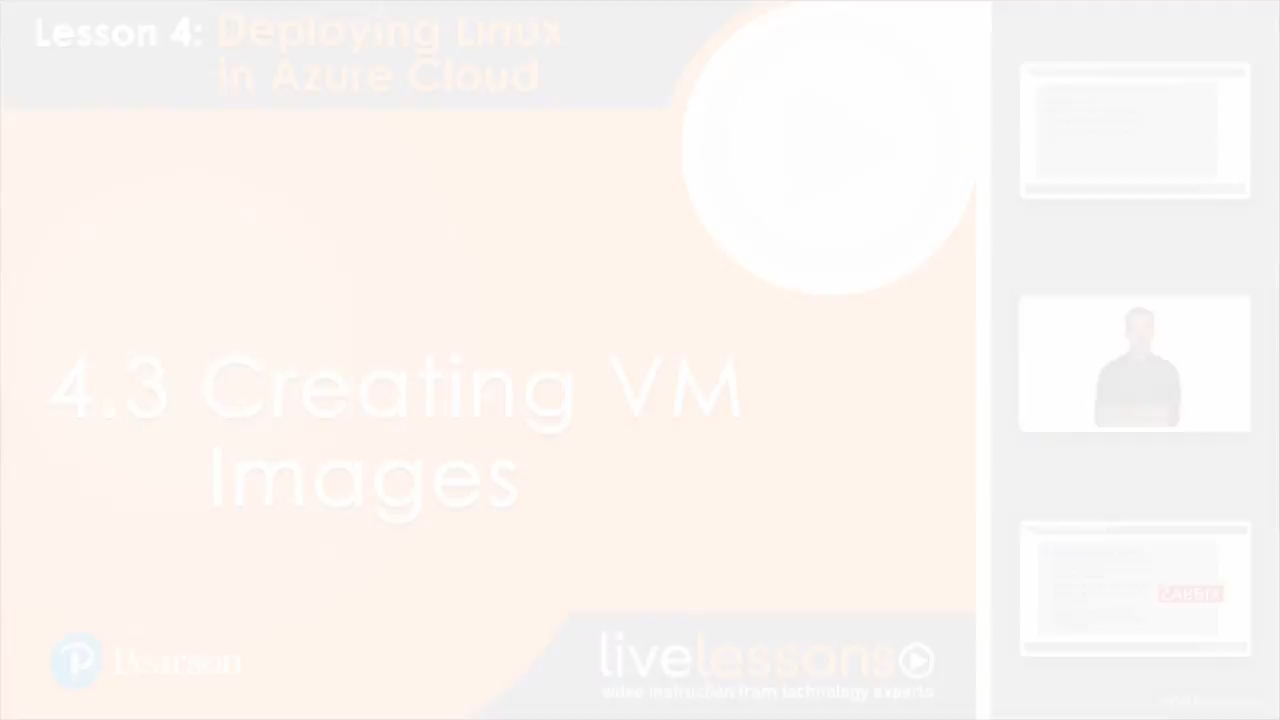 Lesson 4: Deploying Linux
in Azure Cloud
4.3 Creating VM
Images
ZABBIX
Pearson
livelessons
video instruction from technology experts